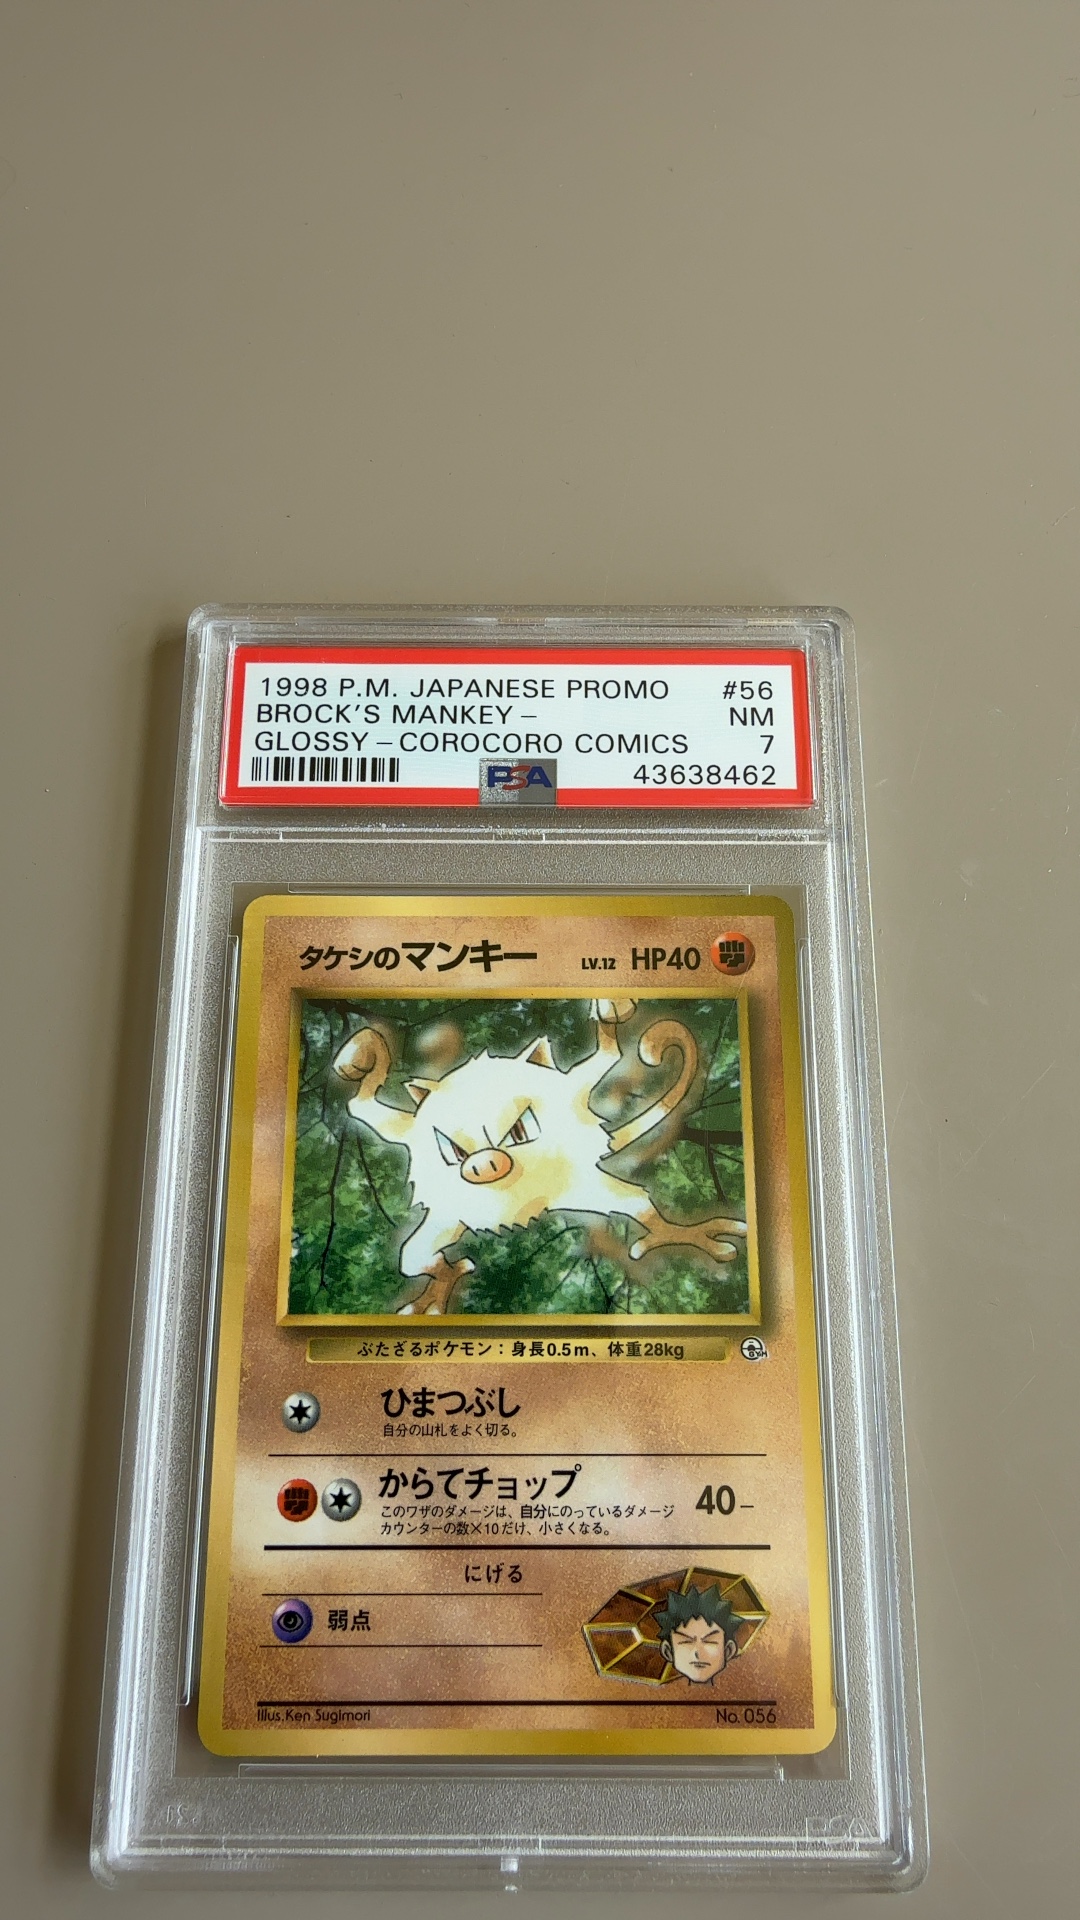 1998 P.M. JAPANESE PROMO #56
BROCK'S MANKEY - NM
GLOSSY - COROCORO COMICS 7
PSA 43638462
タケシのマンキー LV.12 HP40
ぶたざるポケモン：身長0.5m、体重28kg
GYM
ひまつぶし
自分の山札をよく切る。
からてチョップ 40-
このワザのダメージは、自分にのっているダメージ
カウンターの数×10だけ、小さくなる。
にげる
弱点
Illus.Ken Sugimori No.056
PSA